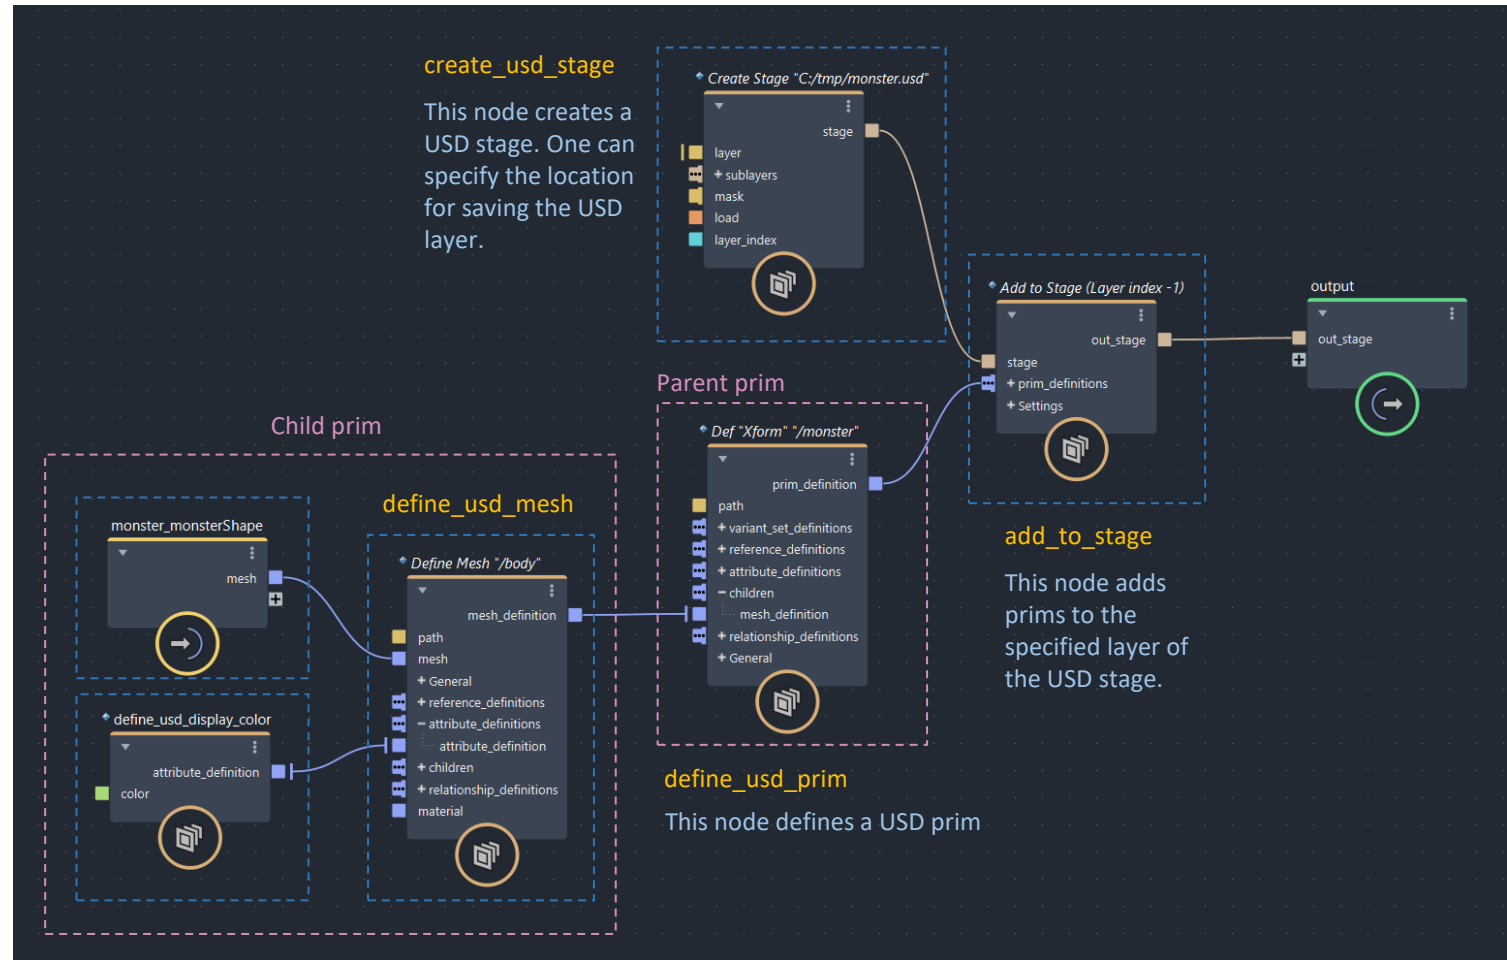 create_usd_stage
This node creates a
USD stage. One can
specify the location
for saving the USD
layer.
Create Stage "C:/tmp/monster.usd"
stage
layer
+ sublayers
mask
load
layer_index
Add to Stage (Layer index -1)
out_stage
stage
+ prim_definitions
+ Settings
output
out_stage
add_to_stage
This node adds
prims to the
specified layer of
the USD stage.
Parent prim
Def "Xform" "/monster"
prim_definition
path
+ variant_set_definitions
+ reference_definitions
+ attribute_definitions
− children
mesh_definition
+ relationship_definitions
+ General
define_usd_prim
This node defines a USD prim
Child prim
monster_monsterShape
mesh
define_usd_display_color
attribute_definition
color
define_usd_mesh
Define Mesh "/body"
mesh_definition
path
mesh
+ General
+ reference_definitions
− attribute_definitions
attribute_definition
+ children
+ relationship_definitions
material